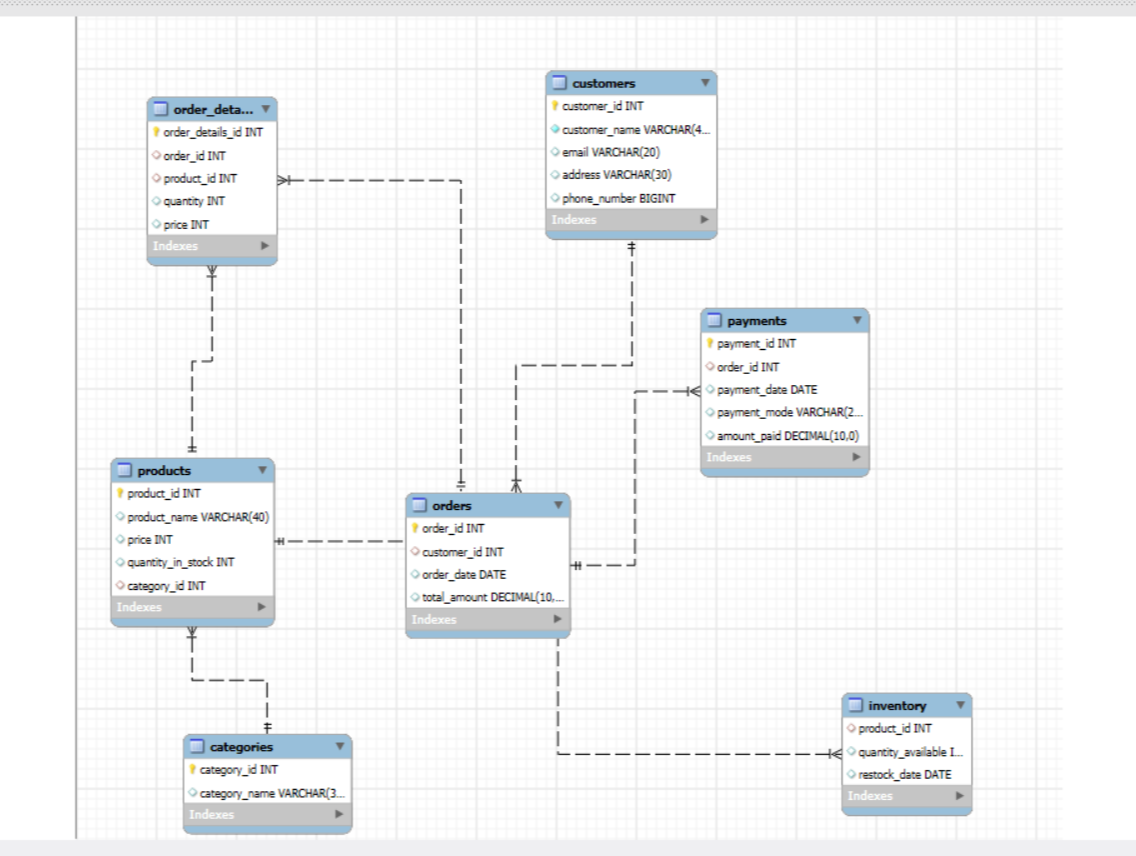 order_deta...
order_details_id INT
order_id INT
product_id INT
quantity INT
price INT
Indexes
customers
customer_id INT
customer_name VARCHAR(4...
email VARCHAR(20)
address VARCHAR(30)
phone_number BIGINT
Indexes
payments
payment_id INT
order_id INT
payment_date DATE
payment_mode VARCHAR(2...
amount_paid DECIMAL(10,0)
Indexes
products
product_id INT
product_name VARCHAR(40)
price INT
quantity_in_stock INT
category_id INT
Indexes
orders
order_id INT
customer_id INT
order_date DATE
total_amount DECIMAL(10,...
Indexes
inventory
product_id INT
quantity_available I...
restock_date DATE
Indexes
categories
category_id INT
category_name VARCHAR(3...
Indexes